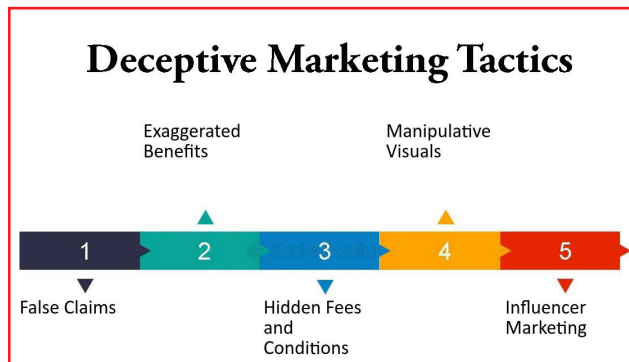 Deceptive Marketing Tactics
Exaggerated
Benefits
Manipulative
Visuals
1
2
3
4
5
False Claims
Hidden Fees
and
Conditions
Influencer
Marketing